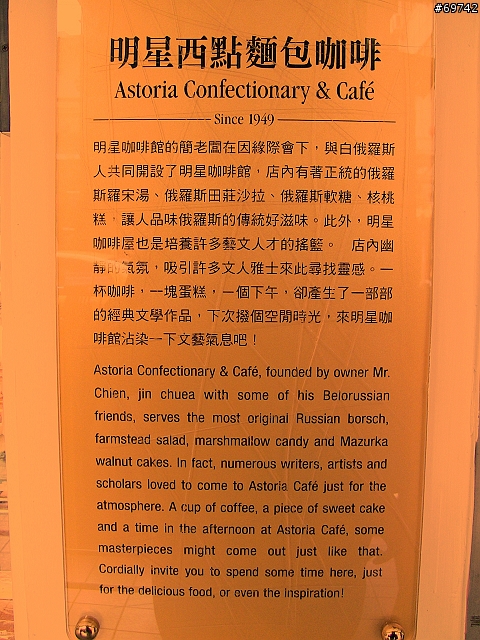 #69742
明星西點麵包咖啡
Astoria Confectionary & Café
Since 1949
明星咖啡館的簡老闆在因緣際會下，與白俄羅斯
人共同開設了明星咖啡館，店內有著正統的俄羅
斯羅宋湯、俄羅斯田莊沙拉、俄羅斯軟糖、核桃
糕，讓人品味俄羅斯的傳統好滋味。此外，明星
咖啡屋也是培養許多藝文人才的搖籃。 店內幽
靜的氣氛，吸引許多文人雅士來此尋找靈感。一
杯咖啡，一塊蛋糕，一個下午，卻產生了一部部
的經典文學作品，下次撥個空閒時光，來明星咖
啡館沾染一下文藝氣息吧！
Astoria Confectionary & Café, founded by owner Mr.
Chien, jin chuea with some of his Belorussian
friends, serves the most original Russian borsch,
farmstead salad, marshmallow candy and Mazurka
walnut cakes. In fact, numerous writers, artists and
scholars loved to come to Astoria Café just for the
atmosphere. A cup of coffee, a piece of sweet cake
and a time in the afternoon at Astoria Café, some
masterpieces might come out just like that.
Cordially invite you to spend some time here, just
for the delicious food, or even the inspiration!